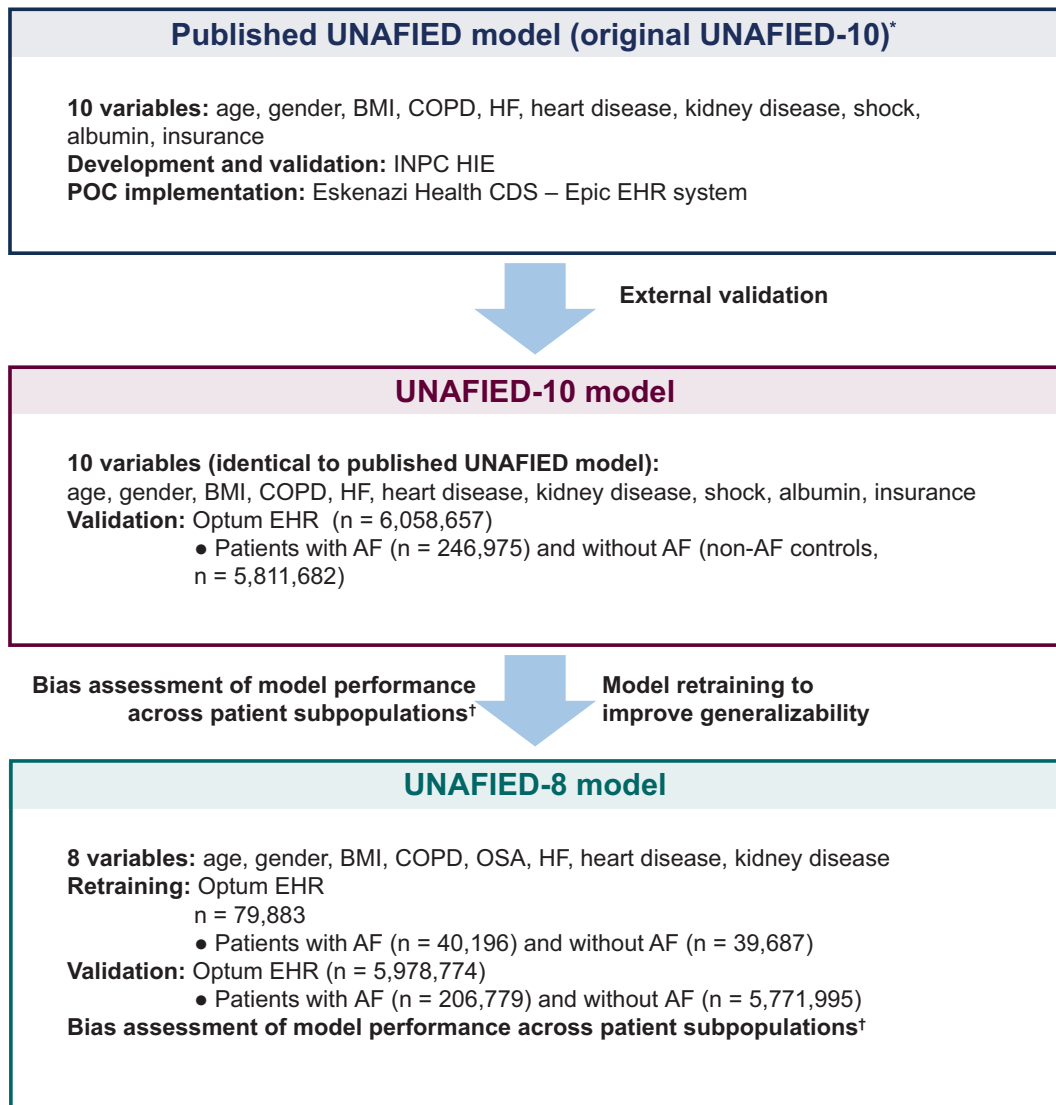 Published UNAFIED model (original UNAFIED-10)*
10 variables: age, gender, BMI, COPD, HF, heart disease, kidney disease, shock,
albumin, insurance
Development and validation: INPC HIE
POC implementation: Eskenazi Health CDS – Epic EHR system
External validation
UNAFIED-10 model
10 variables (identical to published UNAFIED model):
age, gender, BMI, COPD, HF, heart disease, kidney disease, shock, albumin, insurance
Validation: Optum EHR (n = 6,058,657)
● Patients with AF (n = 246,975) and without AF (non-AF controls,
n = 5,811,682)
Bias assessment of model performance
across patient subpopulations†
Model retraining to
improve generalizability
UNAFIED-8 model
8 variables: age, gender, BMI, COPD, OSA, HF, heart disease, kidney disease
Retraining: Optum EHR
n = 79,883
● Patients with AF (n = 40,196) and without AF (n = 39,687)
Validation: Optum EHR (n = 5,978,774)
● Patients with AF (n = 206,779) and without AF (n = 5,771,995)
Bias assessment of model performance across patient subpopulations†